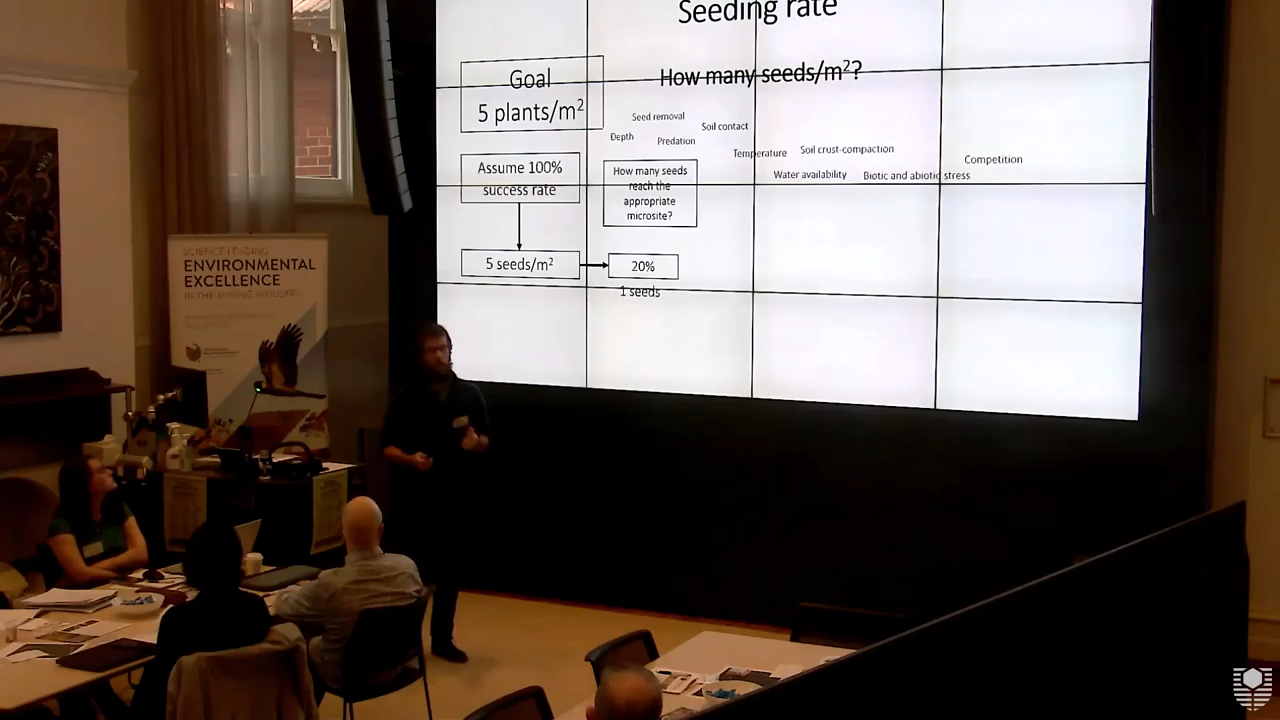 Seeding rate
Goal
5 plants/m²
How many seeds/m²?
Seed removal
Soil contact
Depth
Predation
Temperature
Soil crust-compaction
Competition
Water availability
Biotic and abiotic stress
Assume 100%
success rate
How many seeds
reach the
appropriate
microsite?
5 seeds/m²
20%
1 seeds
SCIENCE LEADING
ENVIRONMENTAL
EXCELLENCE
IN THE MINING INDUSTRY